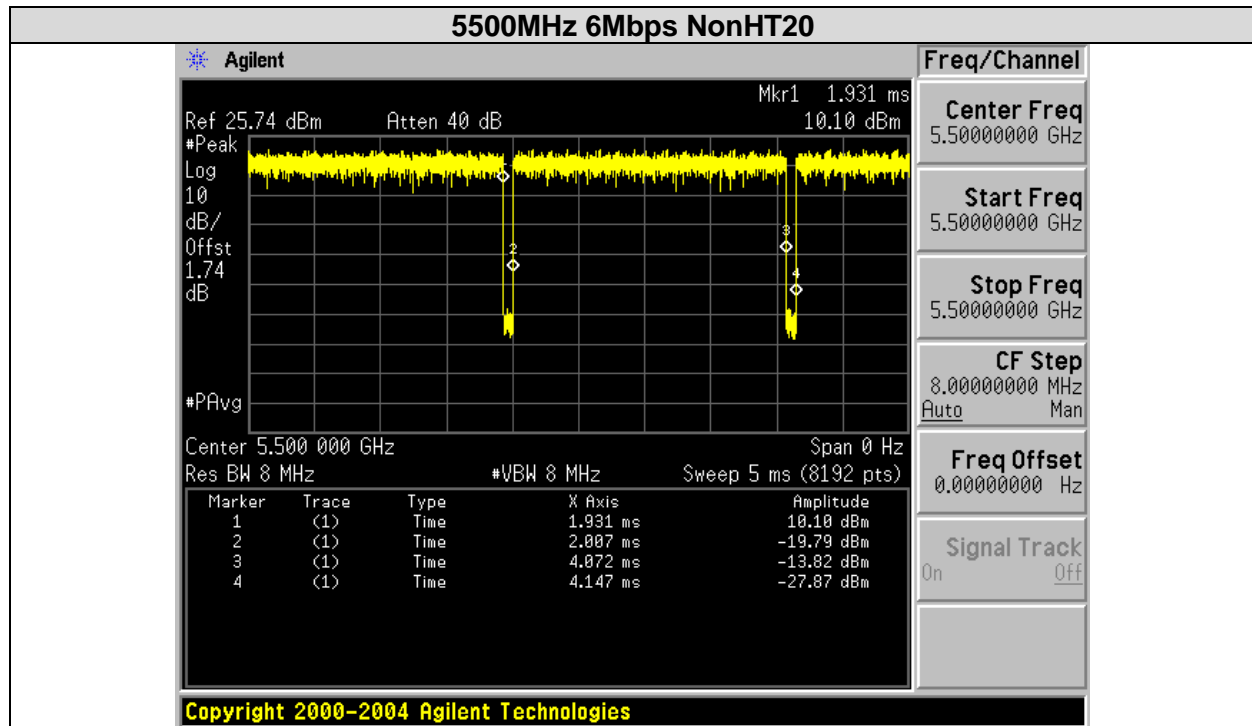 5500MHz 6Mbps NonHT20
Agilent
Freq/Channel
Mkr1 1.931 ms
Ref 25.74 dBm Atten 40 dB 10.10 dBm
#Peak
Log
10
dB/
Offst
1.74
dB
#PAvg
1
2
3
4
Center 5.500 000 GHz Span 0 Hz
Res BW 8 MHz #VBW 8 MHz Sweep 5 ms (8192 pts)
Marker Trace Type X Axis Amplitude
1 (1) Time 1.931 ms 10.10 dBm
2 (1) Time 2.007 ms -19.79 dBm
3 (1) Time 4.072 ms -13.82 dBm
4 (1) Time 4.147 ms -27.87 dBm
Center Freq
5.50000000 GHz
Start Freq
5.50000000 GHz
Stop Freq
5.50000000 GHz
CF Step
8.00000000 MHz
Auto Man
Freq Offset
0.00000000 Hz
Signal Track
On Off
Copyright 2000-2004 Agilent Technologies